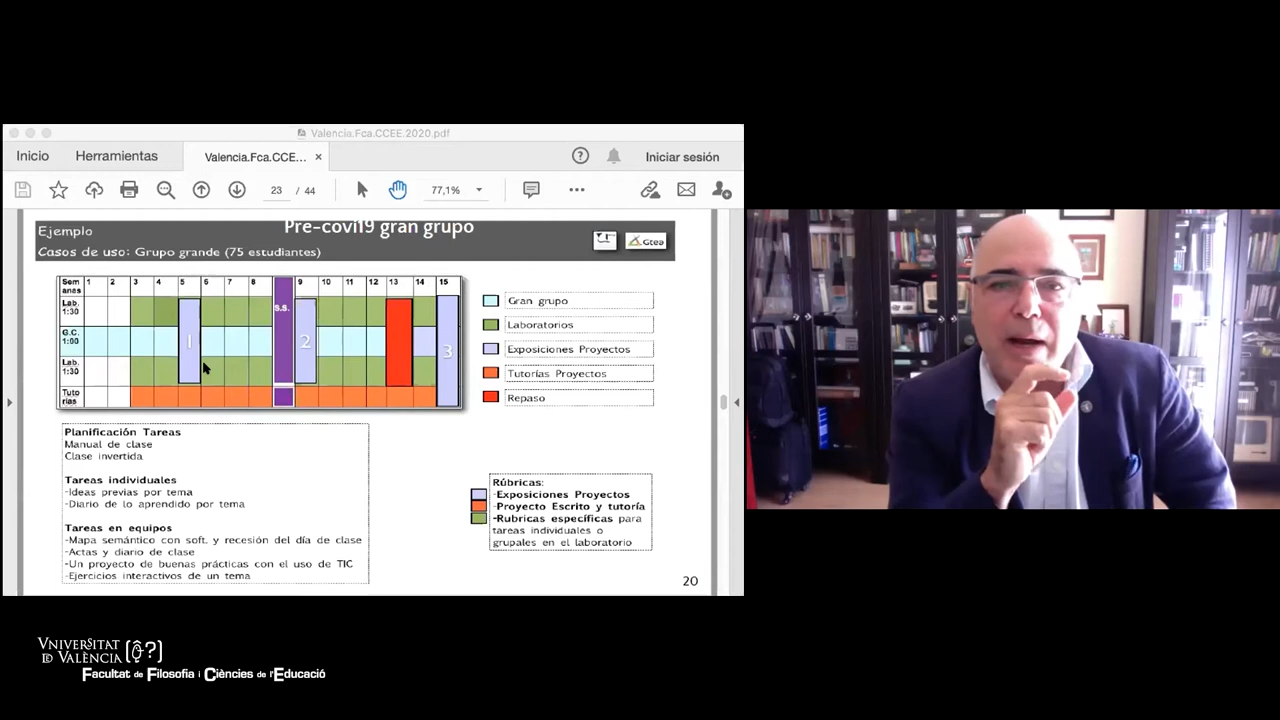 Valencia.Fca.CCEE.2020.pdf
Inicio
Herramientas
Valencia.Fca.CCE... ×
Iniciar sesión
23 / 44
77,1%
Ejemplo
Pre-covi19 gran grupo
Casos de uso: Grupo grande (75 estudiantes)
Gtea
Sem 1 2 3 4 5 6 7 8 9 10 11 12 13 14 15
anas
Lab. S.S.
1:30
G.C.
1:00
1 2 3
Lab.
1:30
Tuto
rias
Gran grupo
Laboratorios
Exposiciones Proyectos
Tutorías Proyectos
Repaso
Planificación Tareas
Manual de clase
Clase invertida
Tareas individuales
-Ideas previas por tema
-Diario de lo aprendido por tema
Tareas en equipos
-Mapa semántico con soft. y recesión del día de clase
-Actas y diario de clase
-Un proyecto de buenas prácticas con el uso de TIC
-Ejercicios interactivos de un tema
Rúbricas:
-Exposiciones Proyectos
-Proyecto Escrito y tutoría
-Rubricas específicas para
tareas individuales o
grupales en el laboratorio
20
VNIVERSITAT
DE VALÈNCIA
Facultat de Filosofia i Ciències de l'Educació